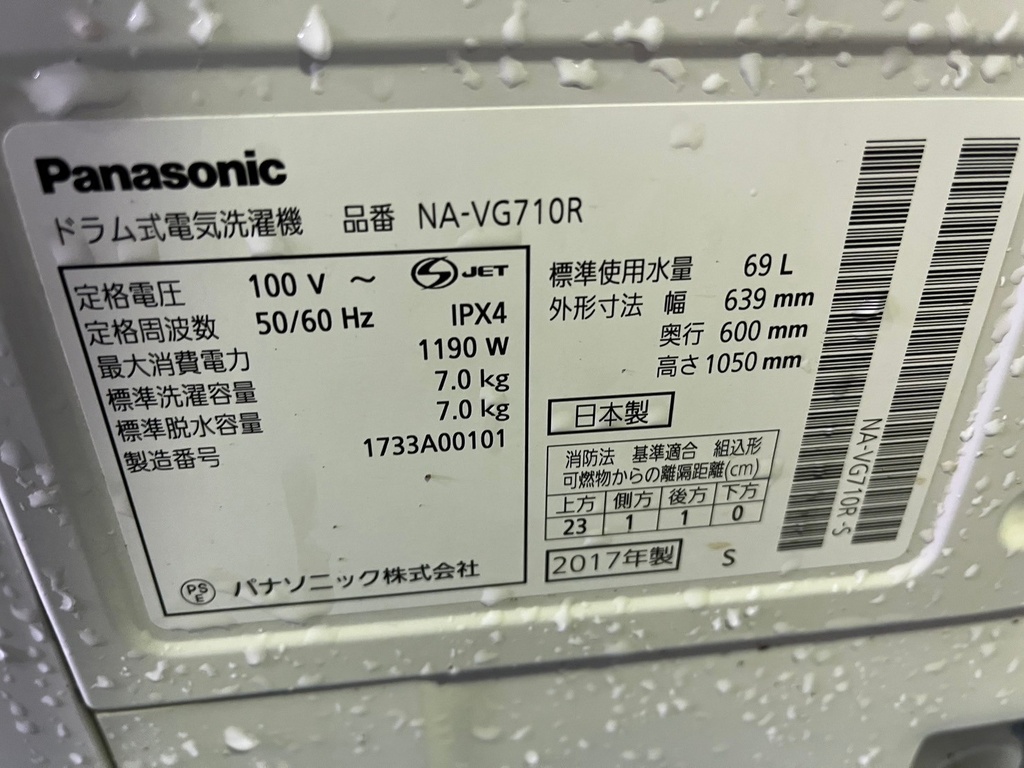 Panasonic
ドラム式電気洗濯機 品番 NA-VG710R
定格電圧 100 V ～ S JET
定格周波数 50/60 Hz IPX4
最大消費電力 1190 W
標準洗濯容量 7.0 kg
標準脱水容量 7.0 kg
製造番号 1733A00101
PS E パナソニック株式会社
標準使用水量 69 L
外形寸法 幅 639 mm
奥行 600 mm
高さ 1050 mm
日本製
消防法 基準適合 組込形
可燃物からの離隔距離(cm)
上方 側方 後方 下方
23 1 1 0
2017年製 S
NA-VG710R-S